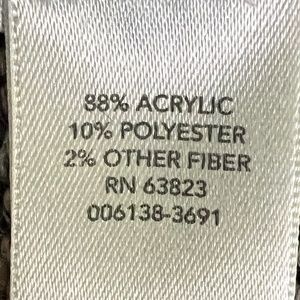 88% ACRYLIC
10% POLYESTER
2% OTHER FIBER
RN 63823
006138-3691